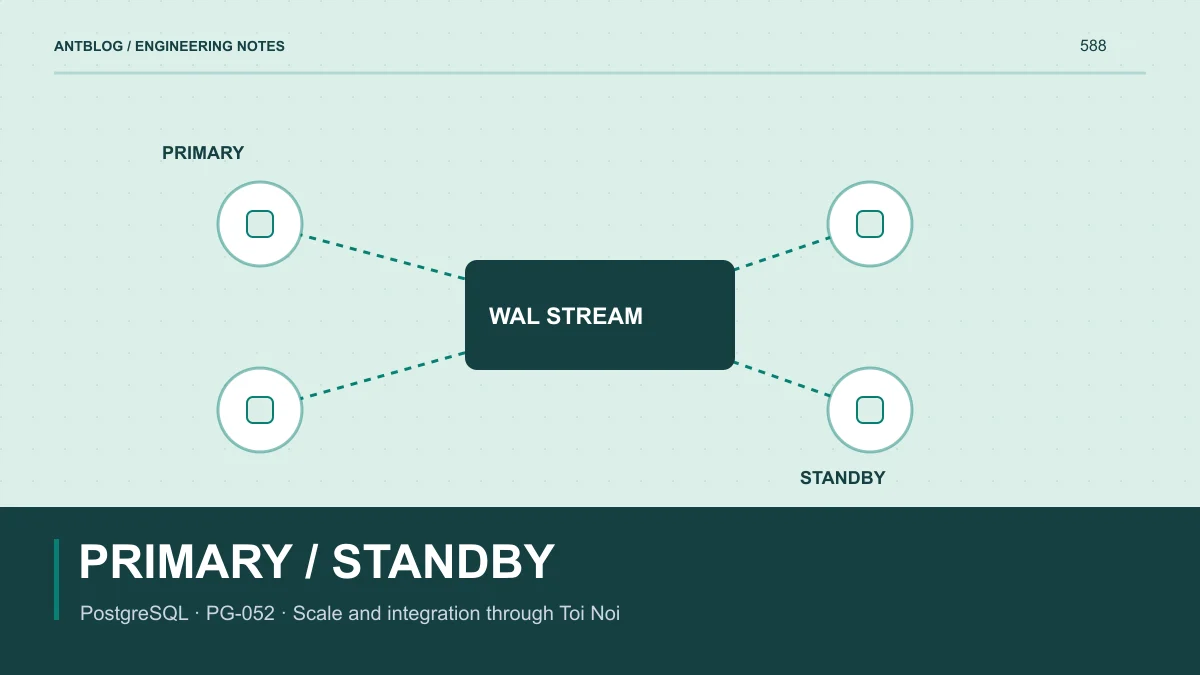 ANTBLOG / ENGINEERING NOTES
588
PRIMARY
WAL STREAM
STANDBY
PRIMARY / STANDBY
PostgreSQL · PG-052 · Scale and integration through Toi Noi